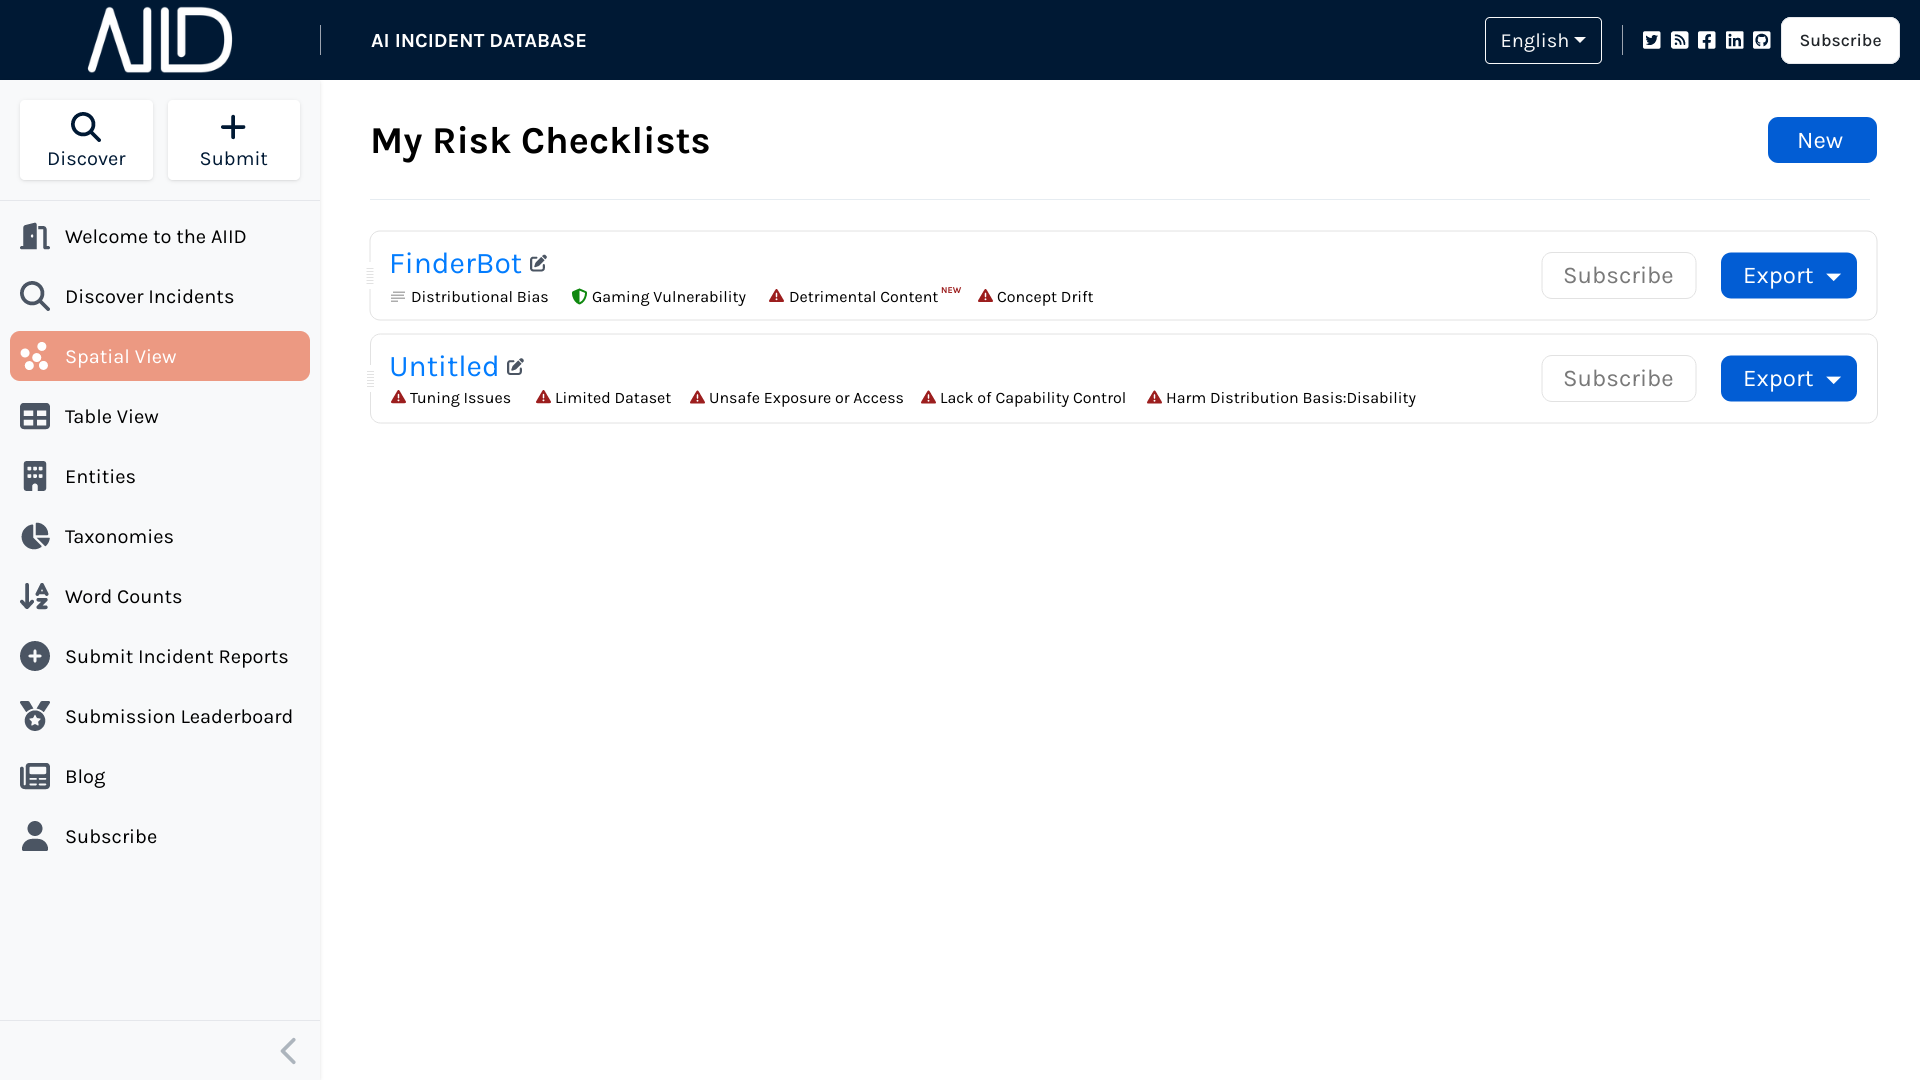 AIID
AI INCIDENT DATABASE
English
Subscribe
Discover
Submit
Welcome to the AIID
Discover Incidents
Spatial View
Table View
Entities
Taxonomies
Word Counts
Submit Incident Reports
Submission Leaderboard
Blog
Subscribe
My Risk Checklists
New
FinderBot
Distributional Bias Gaming Vulnerability Detrimental Content NEW Concept Drift
Subscribe
Export
Untitled
Tuning Issues Limited Dataset Unsafe Exposure or Access Lack of Capability Control Harm Distribution Basis:Disability
Subscribe
Export